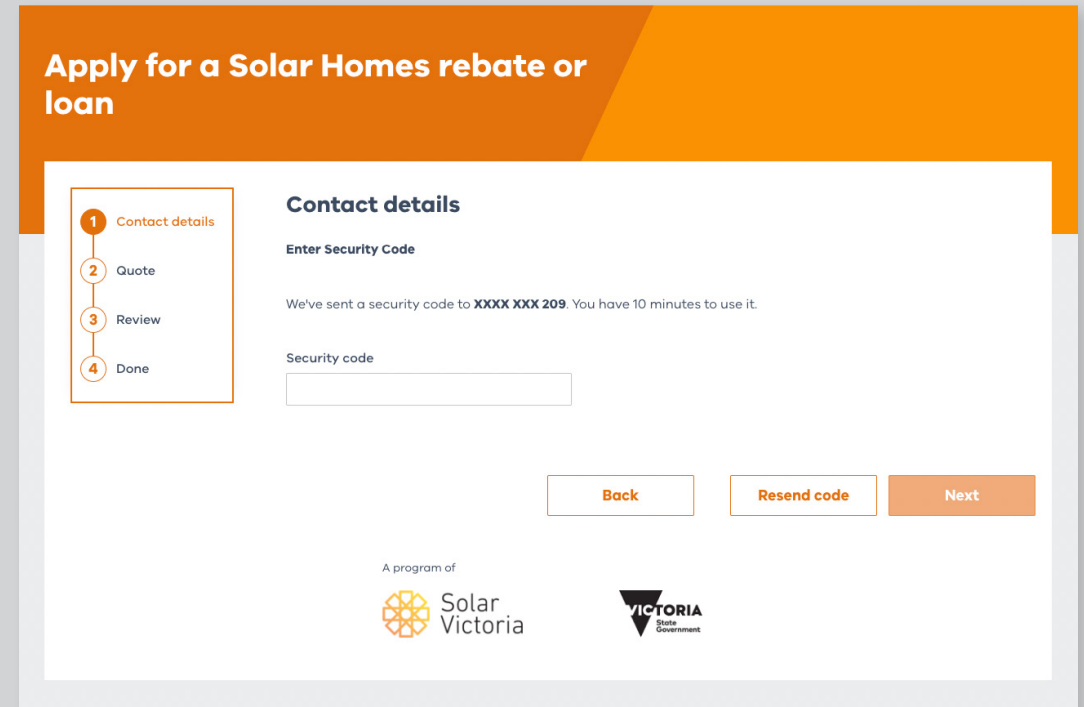 Apply for a Solar Homes rebate or
loan
1 Contact details
2 Quote
3 Review
4 Done
Contact details
Enter Security Code
We've sent a security code to XXXX XXX 209. You have 10 minutes to use it.
Security code
Back
Resend code
Next
A program of
Solar
Victoria
VICTORIA
State
Government